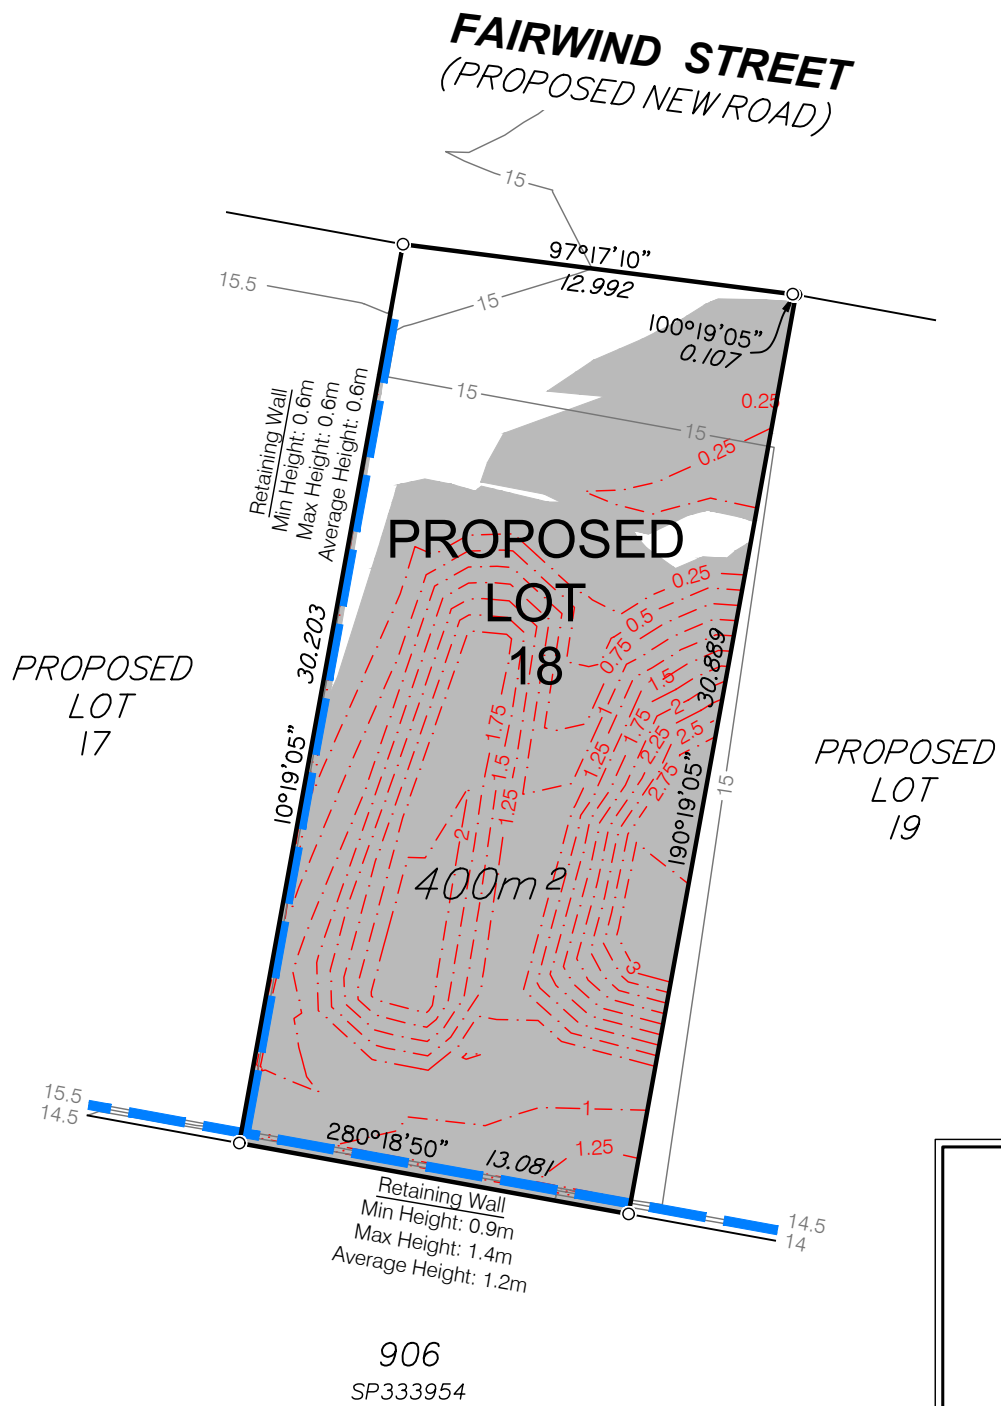 FAIRWIND STREET
(PROPOSED NEW ROAD)
15
97°17'10"
12.992
15.5
15
100°19'05"
0.107
15
0.25
15
0.25
Retaining Wall
Min Height: 0.6m
Max Height: 0.6m
Average Height: 0.6m
PROPOSED
LOT
18
0.25
0.5
0.75
1
1.5
2
2.5
1.75
2.25
2.75
1.25
1.75
1.5
1.25
2
3
30.203
10°19'05"
30.889
190°19'05"
15
PROPOSED
LOT
17
PROPOSED
LOT
19
400m²
1
1.25
15.5
14.5
280°18'50"
13.081
Retaining Wall
Min Height: 0.9m
Max Height: 1.4m
Average Height: 1.2m
14.5
14
906
SP333954